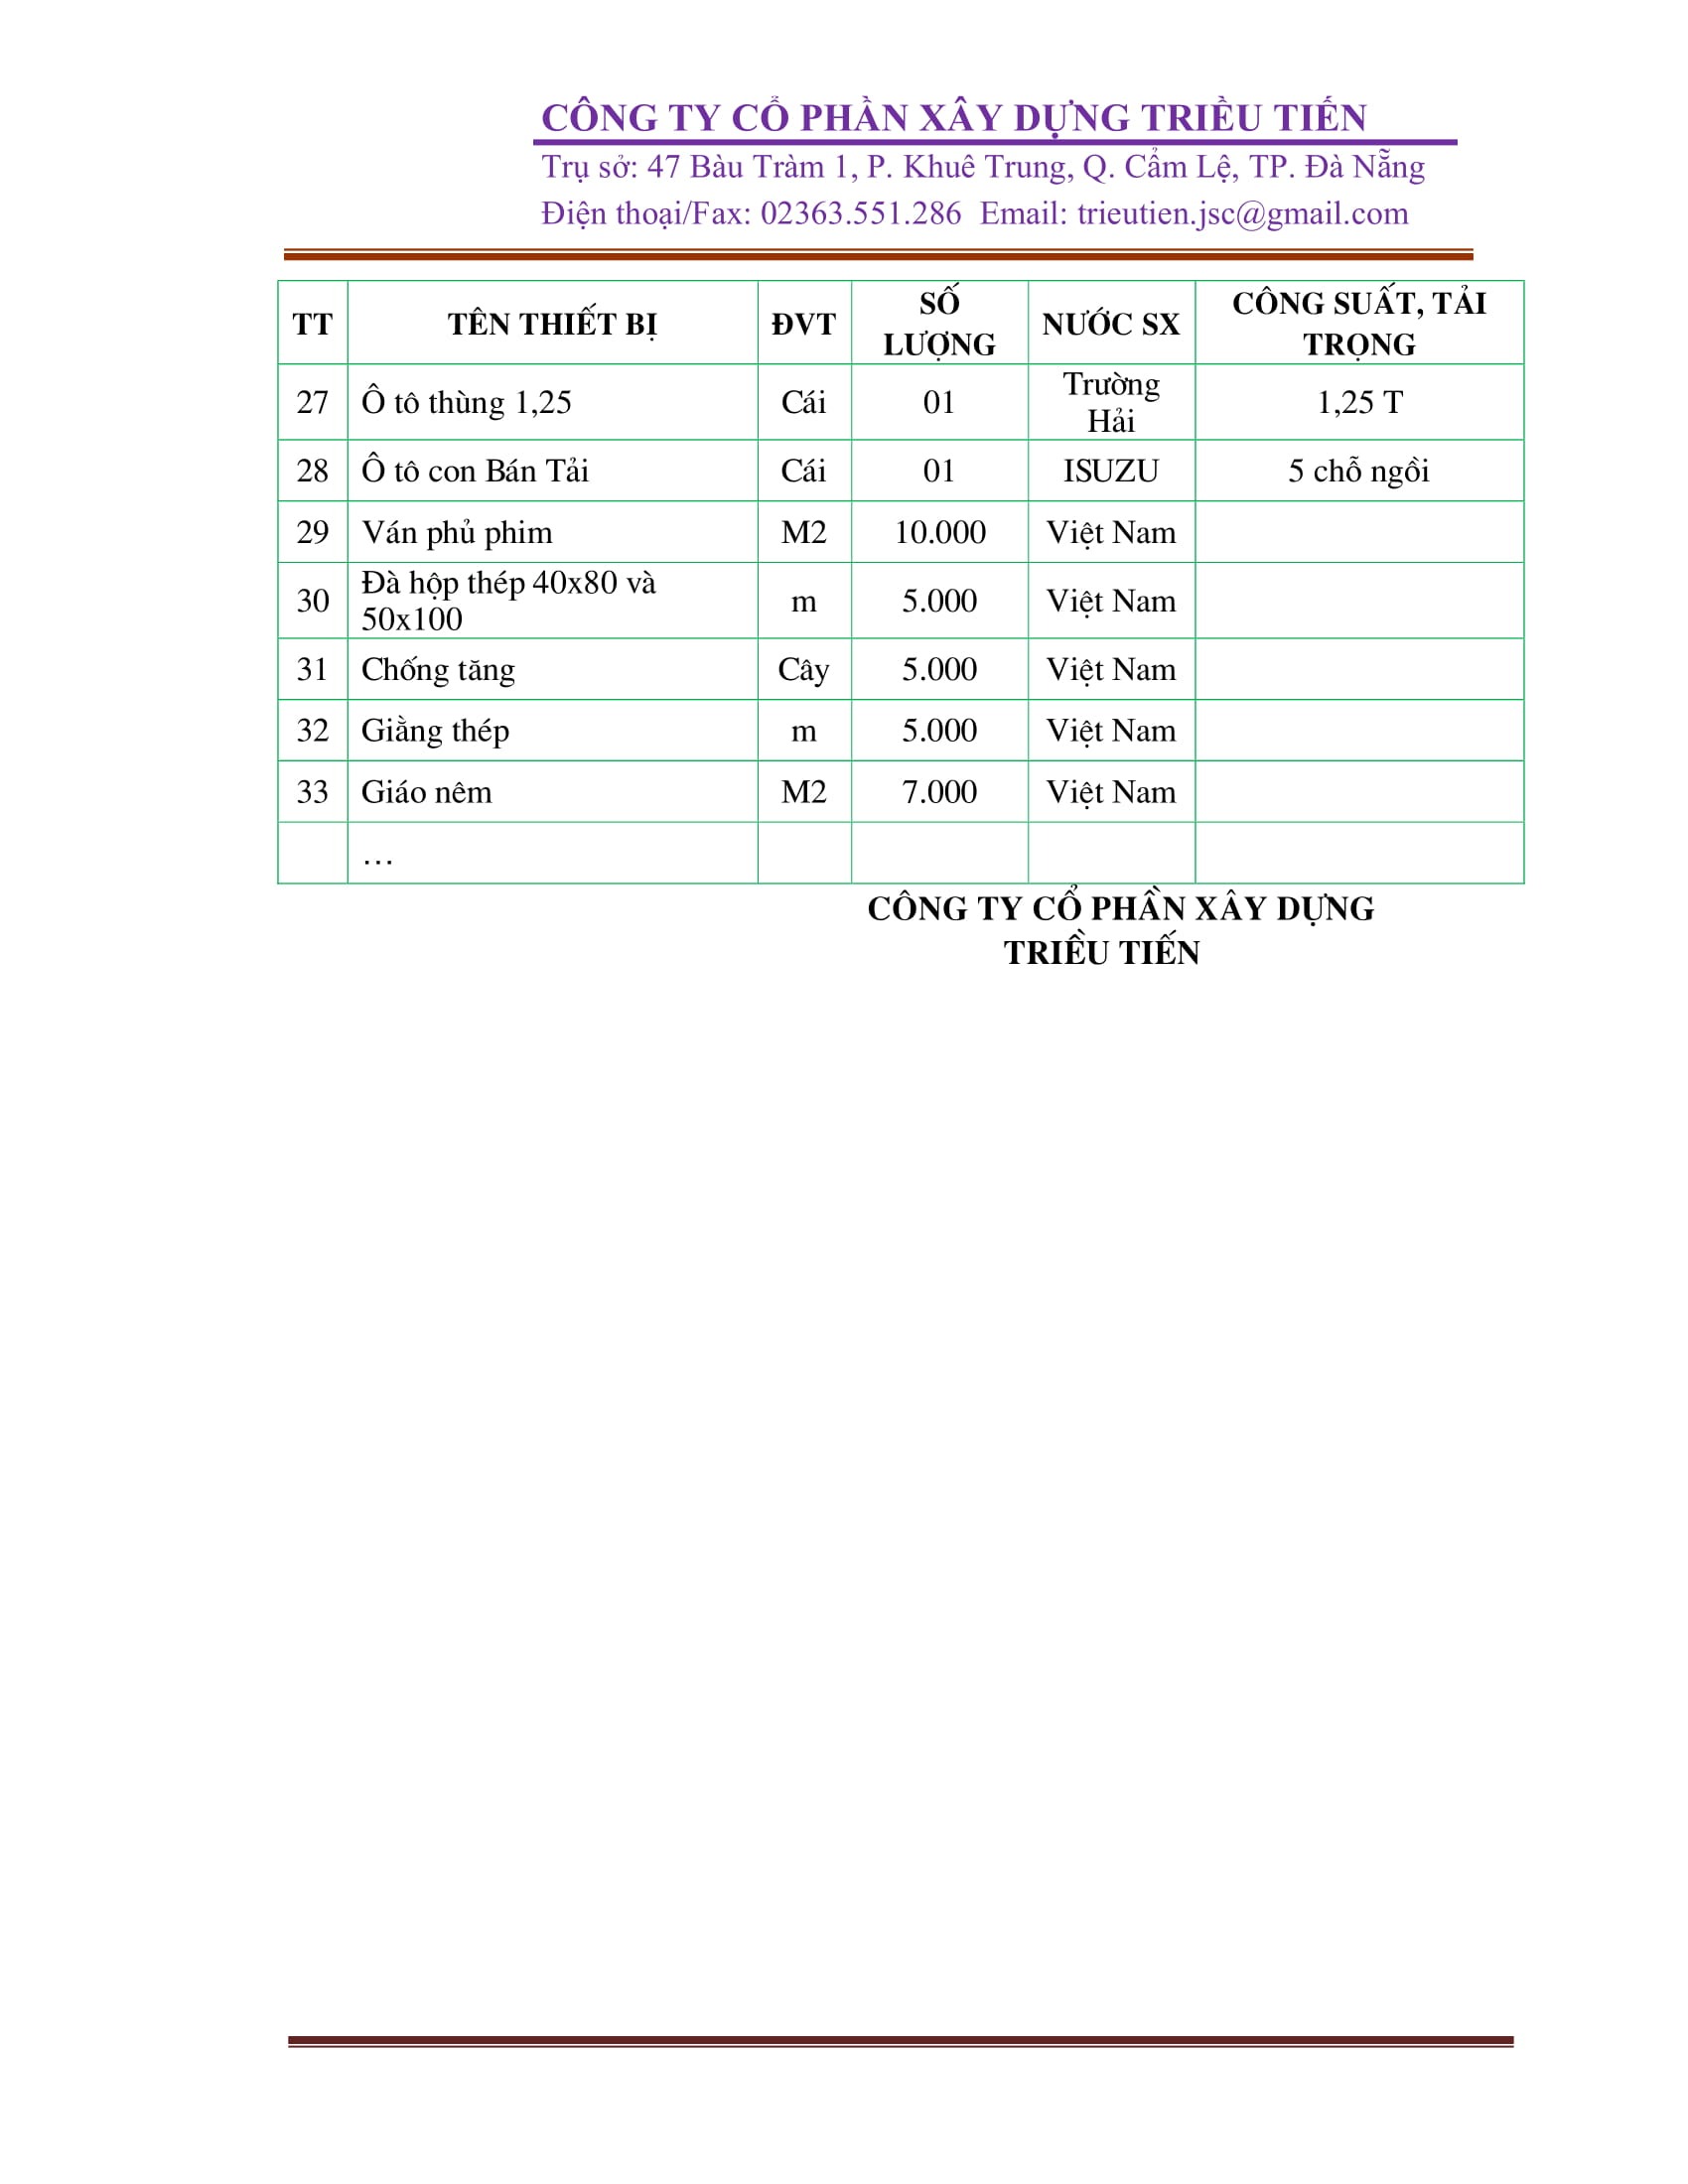 CÔNG TY CỔ PHẦN XÂY DỰNG TRIỀU TIẾN
Trụ sở: 47 Bàu Tràm 1, P. Khuê Trung, Q. Cẩm Lệ, TP. Đà Nẵng
Điện thoại/Fax: 02363.551.286 Email: trieutien.jsc@gmail.com
TT TÊN THIẾT BỊ ĐVT SỐ LƯỢNG NƯỚC SX CÔNG SUẤT, TẢI TRỌNG
27 Ô tô thùng 1,25 Cái 01 Trường Hải 1,25 T
28 Ô tô con Bán Tải Cái 01 ISUZU 5 chỗ ngồi
29 Ván phủ phim M2 10.000 Việt Nam
30 Đà hộp thép 40x80 và 50x100 m 5.000 Việt Nam
31 Chống tăng Cây 5.000 Việt Nam
32 Giằng thép m 5.000 Việt Nam
33 Giáo nêm M2 7.000 Việt Nam
…
CÔNG TY CỔ PHẦN XÂY DỰNG
TRIỀU TIẾN